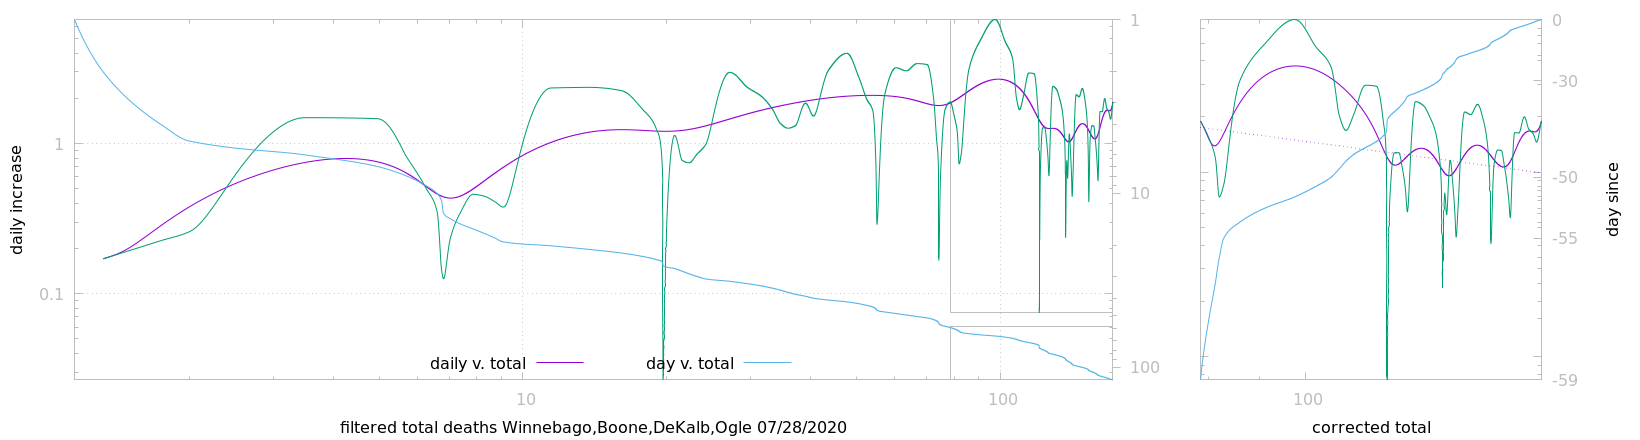 1
0
-30
10
-50
-55
100
-59
1
0.1
daily increase
day since
daily v. total
day v. total
10
100
100
filtered total deaths Winnebago,Boone,DeKalb,Ogle 07/28/2020
corrected total